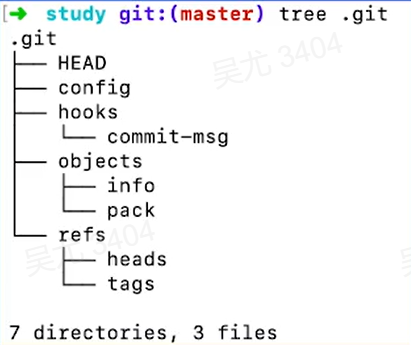 [➜  study git:(master) tree .git
.git
├── HEAD
├── config
├── hooks
│   └── commit-msg
├── objects
│   ├── info
│   └── pack
└── refs
    ├── heads
    └── tags
7 directories, 3 files
吴尤 3404
吴尤 3404